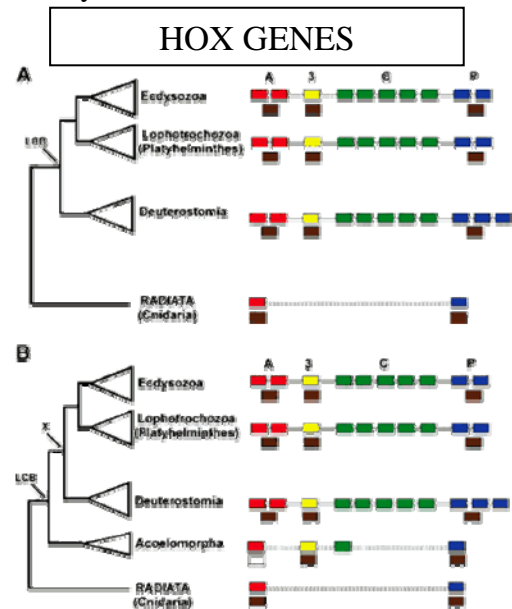 HOX GENES
A
A 3 C P
Ecdysozoa
Lophotrochozoa
(Platyhelminthes)
LCB
Deuterostomia
RADIATA
(Cnidaria)
B
A 3 C P
Ecdysozoa
X
Lophotrochozoa
(Platyhelminthes)
LCB
Deuterostomia
Acoelomorpha
RADIATA
(Cnidaria)